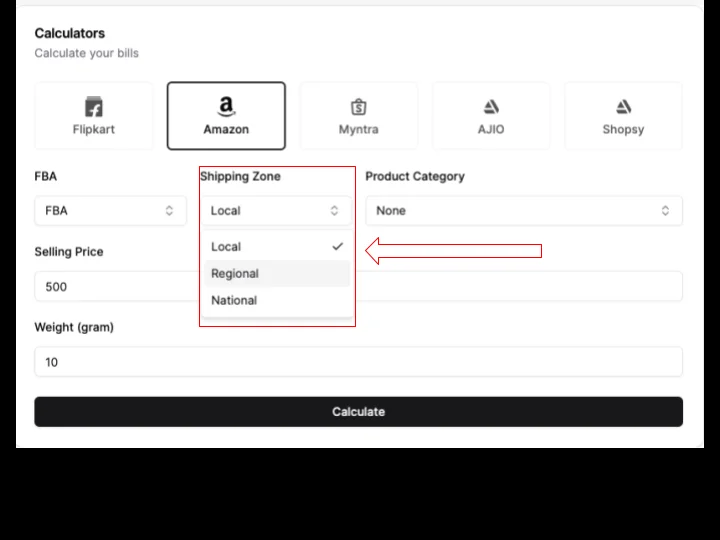 Calculators
Calculate your bills
Flipkart
Amazon
Myntra
AJIO
Shopsy
FBA
Shipping Zone
Product Category
FBA
Local
None
Local
Regional
National
Selling Price
500
Weight (gram)
10
Calculate